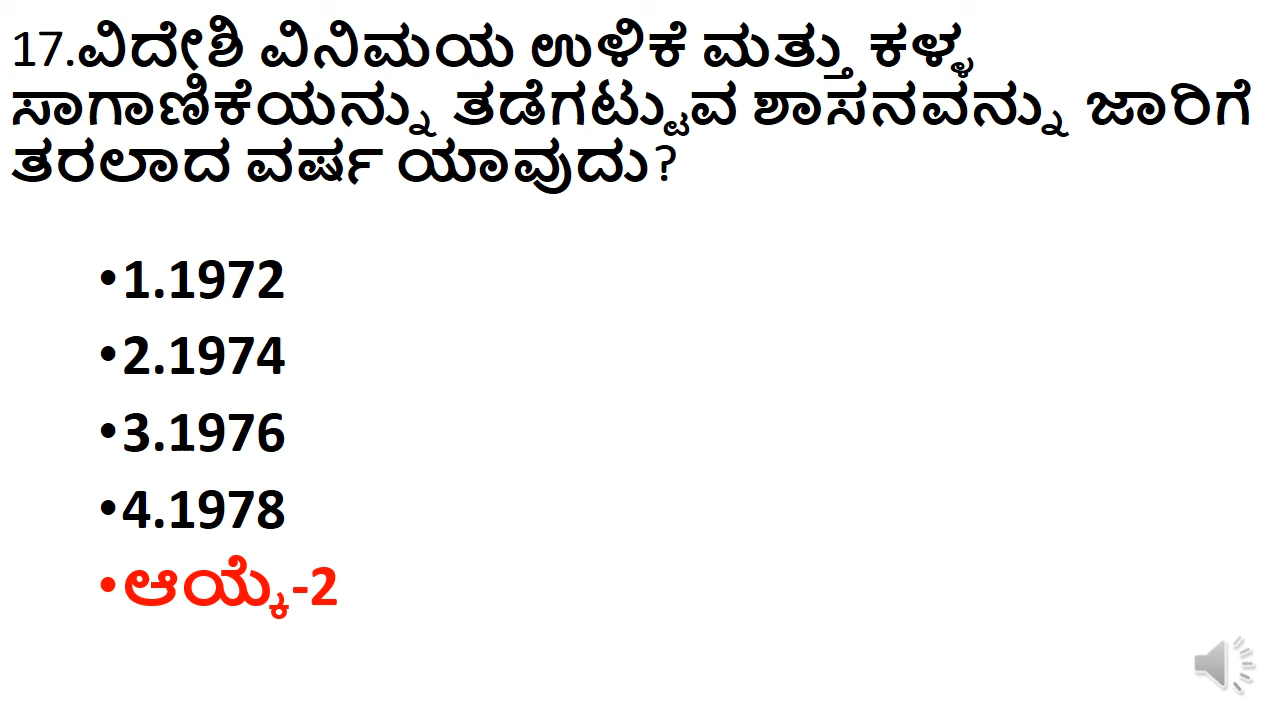 17.ವಿದೇಶಿ ವಿನಿಮಯ ಉಳಿಕೆ ಮತ್ತು ಕಳ್ಳ
ಸಾಗಾಣಿಕೆಯನ್ನು ತಡೆಗಟ್ಟುವ ಶಾಸನವನ್ನು ಜಾರಿಗೆ
ತರಲಾದ ವರ್ಷ ಯಾವುದು?
•1.1972
•2.1974
•3.1976
•4.1978
•ಆಯ್ಕೆ-2